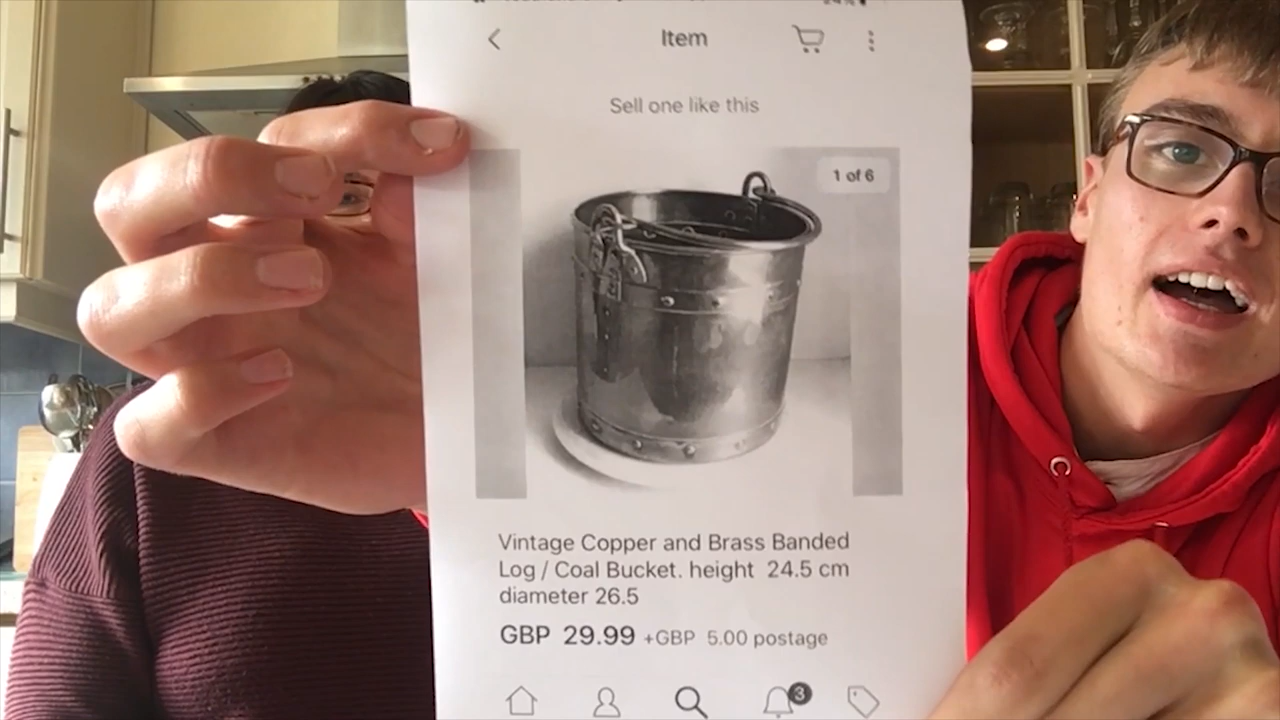 Item
Sell one like this
1 of 6
Vintage Copper and Brass Banded
Log / Coal Bucket. height 24.5 cm
diameter 26.5
GBP 29.99 +GBP 5.00 postage
3